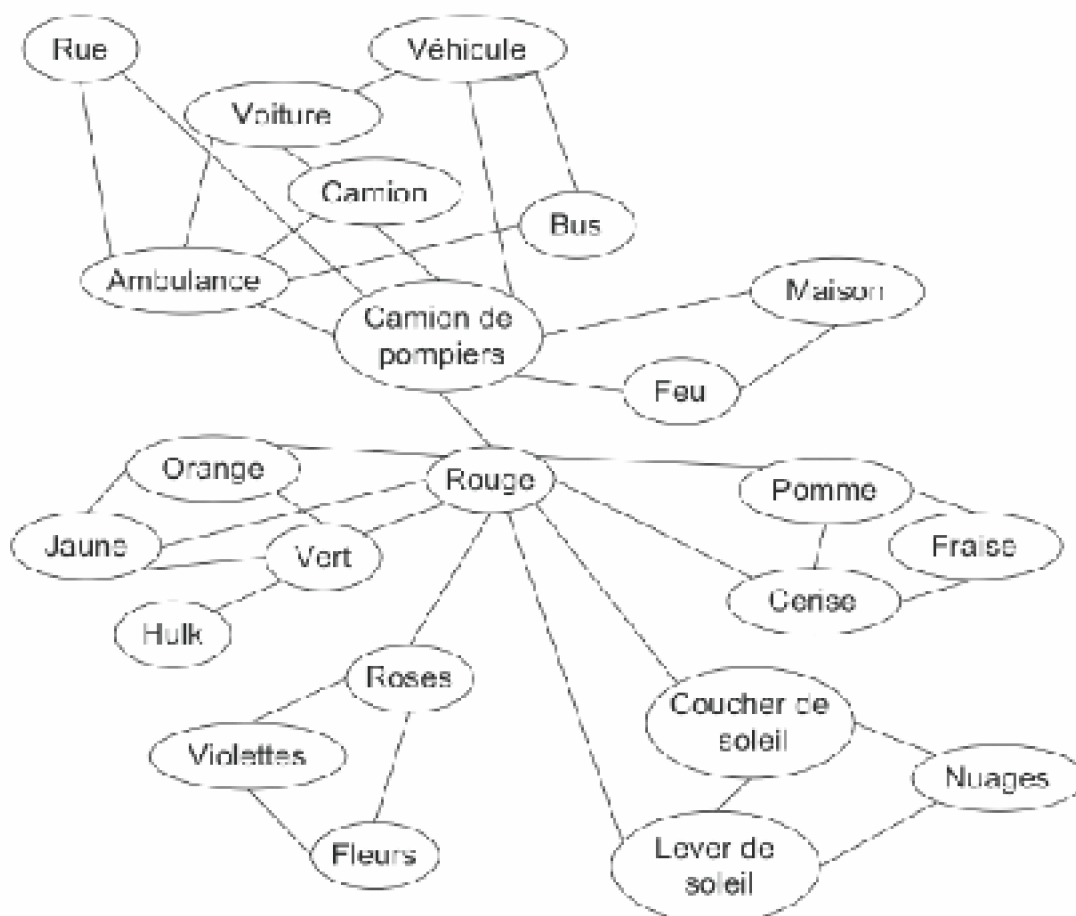 Rue
Véhicule
Voiture
Camion
Bus
Ambulance
Maison
Camion de
pompiers
Feu
Orange
Rouge
Pomme
Jaune
Vert
Fraise
Cerise
Hulk
Roses
Coucher de
soleil
Violettes
Nuages
Fleurs
Lever de
soleil